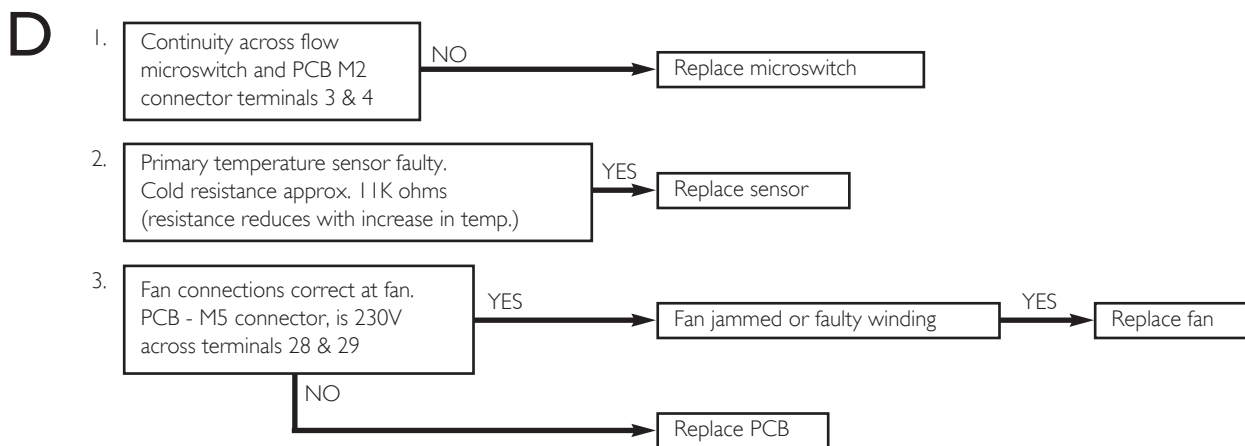 D
1.
Continuity across flow
microswitch and PCB M2
connector terminals 3 & 4
NO
Replace microswitch
2.
Primary temperature sensor faulty.
Cold resistance approx. 11K ohms
(resistance reduces with increase in temp.)
YES
Replace sensor
3.
Fan connections correct at fan.
PCB - M5 connector, is 230V
across terminals 28 & 29
YES
Fan jammed or faulty winding
YES
Replace fan
NO
Replace PCB